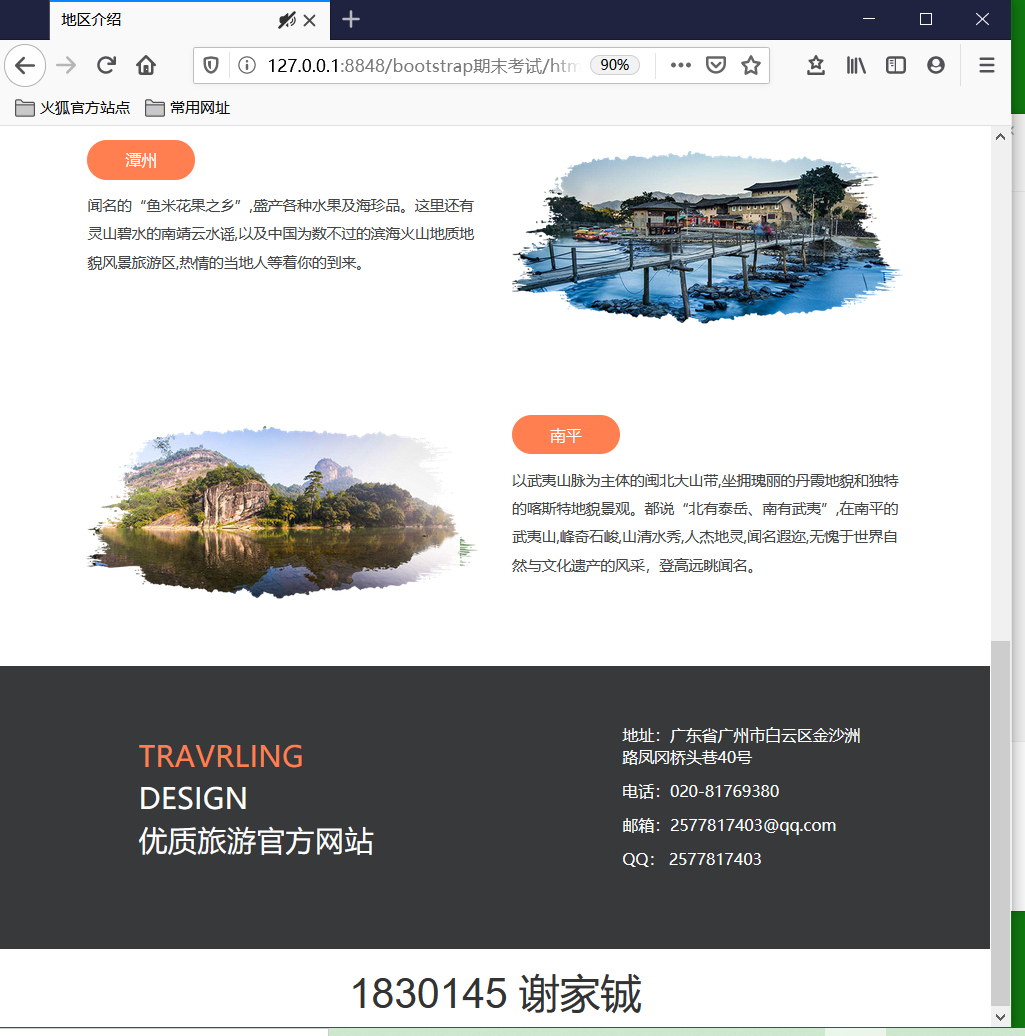 地区介绍
127.0.0.1:8848/bootstrap期末考试/htm
90%
火狐官方站点 常用网址
潭州
闻名的“鱼米花果之乡”,盛产各种水果及海珍品。这里还有
灵山碧水的南靖云水谣,以及中国为数不过的滨海火山地质地
貌风景旅游区,热情的当地人等着你的到来。
南平
以武夷山脉为主体的闽北大山带,坐拥瑰丽的丹霞地貌和独特
的喀斯特地貌景观。都说“北有泰岳、南有武夷”,在南平的
武夷山,峰奇石峻,山清水秀,人杰地灵,闻名遐迩,无愧于世界自
然与文化遗产的风采，登高远眺闻名。
TRAVRLING
DESIGN
优质旅游官方网站
地址：广东省广州市白云区金沙洲
路凤冈桥头巷40号
电话：020-81769380
邮箱：2577817403@qq.com
QQ： 2577817403
1830145 谢家铖